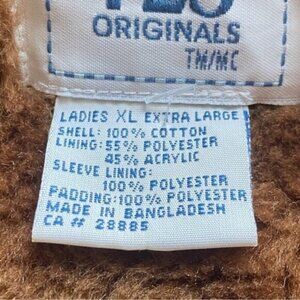 ORIGINALS
TM/MC
LADIES XL EXTRA LARGE
SHELL: 100% COTTON
LINING: 55% POLYESTER
45% ACRYLIC
SLEEVE LINING:
100% POLYESTER
PADDING:100% POLYESTER
MADE IN BANGLADESH
CA # 28885